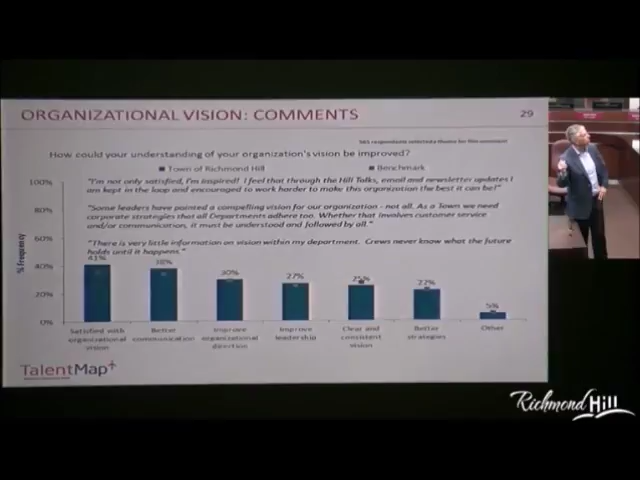 ORGANIZATIONAL VISION: COMMENTS
29
How could your understanding of your organization's vision be improved?
Town of Richmond Hill
Benchmark
100%
80%
60%
40%
20%
0%
% Frequency
"I'm not only satisfied, I'm inspired! I feel that through the Hill Talks, email and newsletter updates I
am kept in the loop and encouraged to work harder to make this organization the best it can be!"
"Some leaders have painted a compelling vision for our organization - not all. As a Town we need
corporate strategies that all Departments adhere too. Whether that involves customer service
and/or communication, it must be understood and followed by all."
"There is very little information on vision within my department. Crews never know what the future
holds until it happens."
41%
38%
30%
27%
25%
5%
Satisfied with
organizational
vision
Better
communication
Improve
organizational
direction
Improve
leadership
Clear and
consistent
vision
Better
strategies
Other
TalentMap
Richmond Hill